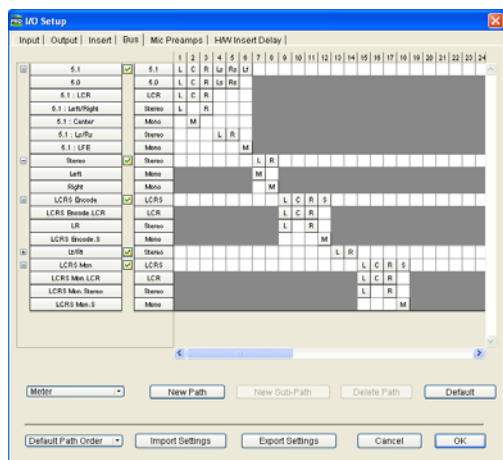 I/O Setup
Input Output Insert Bus Mic Preamps H/W Insert Delay
1 2 3 4 5 6 7 8 9 10 11 12 13 14 15 16 17 18 19 20 21 22 23 24
5.1 5.1 L C R Ls Rs Lf
5.0 L C R Ls Rs
5.1 : LCR LCR L C R
5.1 : Left/Right Stereo L R
5.1 : Center Mono M
5.1 : Ls/Rs Stereo L R
5.1 : LFE Mono M
Stereo Stereo L R
Left Mono M
Right Mono M
LCRS Encode LCRS L C R S
LCRS Encode.LCR LCR L C R
LR Stereo L R
LCRS Encode.S Mono M
Lt/Rt Stereo L R
LCRS Mon LCRS L C R S
LCRS Mon.LCR LCR L C R
LCRS Mon.Stereo Stereo L R
LCRS Mon.S Mono M
Meter New Path New Sub-Path Delete Path Default
Default Path Order Import Settings Export Settings Cancel OK